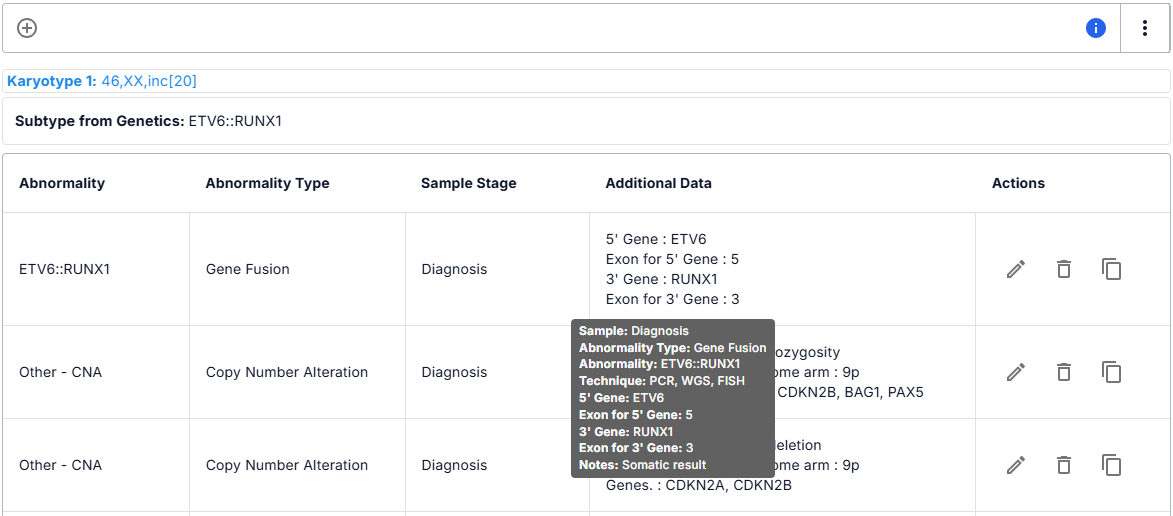 Karyotype 1: 46,XX,inc[20]
Subtype from Genetics: ETV6::RUNX1
Abnormality Abnormality Type Sample Stage Additional Data Actions
ETV6::RUNX1 Gene Fusion Diagnosis
5' Gene : ETV6
Exon for 5' Gene : 5
3' Gene : RUNX1
Exon for 3' Gene : 3
Sample: Diagnosis
Abnormality Type: Gene Fusion
Abnormality: ETV6::RUNX1
Technique: PCR, WGS, FISH
5' Gene: ETV6
Exon for 5' Gene: 5
3' Gene: RUNX1
Exon for 3' Gene: 3
Notes: Somatic result
Other - CNA Copy Number Alteration Diagnosis
ozygosity
me arm : 9p
CDKN2B, BAG1, PAX5
Other - CNA Copy Number Alteration Diagnosis
eletion
me arm : 9p
Genes. : CDKN2A, CDKN2B